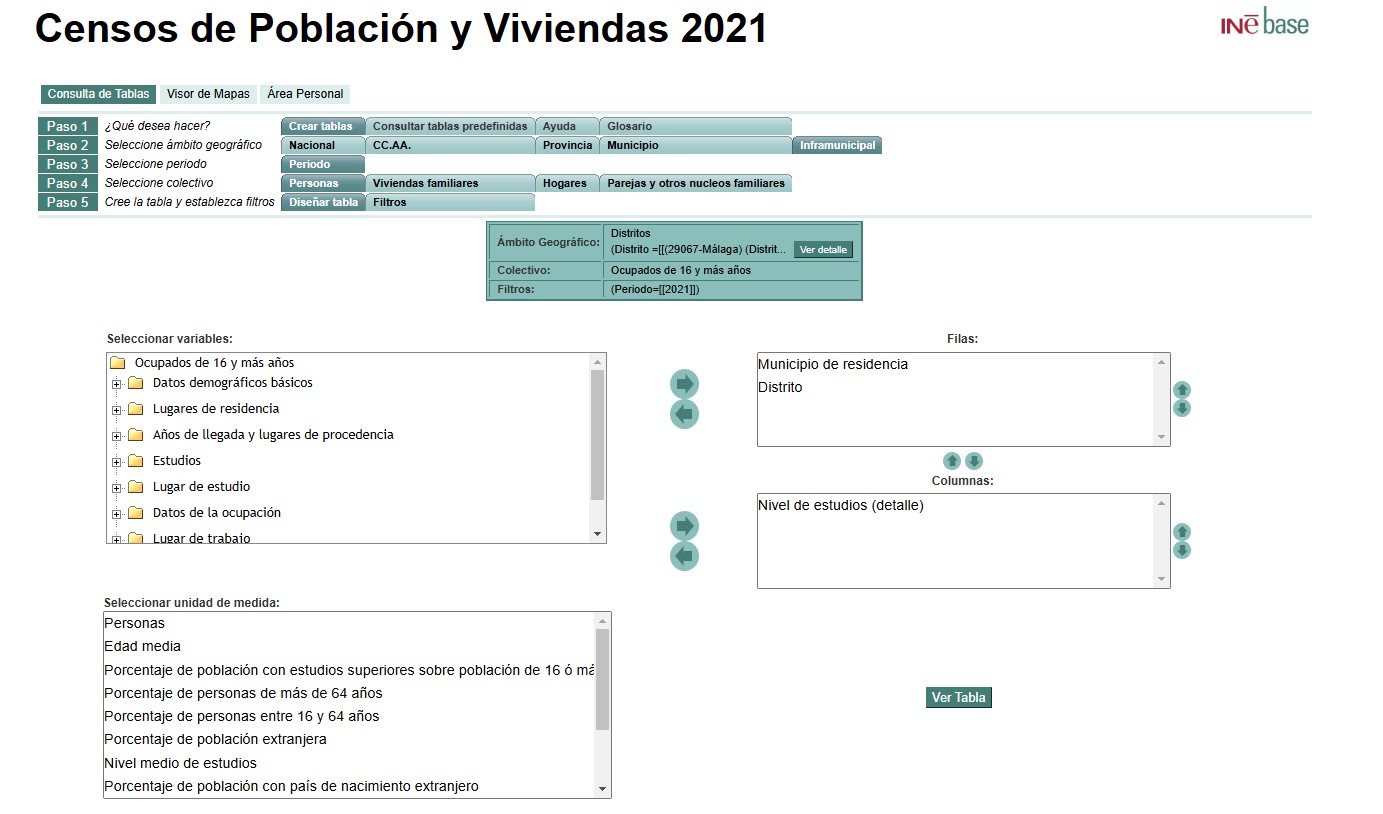 Censos de Población y Viviendas 2021
INe base
Consulta de Tablas Visor de Mapas Área Personal
Paso 1 ¿Qué desea hacer? Crear tablas Consultar tablas predefinidas Ayuda Glosario
Paso 2 Seleccione ámbito geográfico Nacional CC.AA. Provincia Municipio Inframunicipal
Paso 3 Seleccione periodo Periodo
Paso 4 Seleccione colectivo Personas Viviendas familiares Hogares Parejas y otros nucleos familiares
Paso 5 Cree la tabla y establezca filtros Diseñar tabla Filtros
Ámbito Geográfico: Distritos
(Distrito =[[(29067-Málaga) (Distrit... Ver detalle
Colectivo: Ocupados de 16 y más años
Filtros: (Periodo=[[2021]])
Seleccionar variables:
Ocupados de 16 y más años
Datos demográficos básicos
Lugares de residencia
Años de llegada y lugares de procedencia
Estudios
Lugar de estudio
Datos de la ocupación
Lugar de trabajo
Filas:
Municipio de residencia
Distrito
Columnas:
Nivel de estudios (detalle)
Seleccionar unidad de medida:
Personas
Edad media
Porcentaje de población con estudios superiores sobre población de 16 ó má
Porcentaje de personas de más de 64 años
Porcentaje de personas entre 16 y 64 años
Porcentaje de población extranjera
Nivel medio de estudios
Porcentaje de población con país de nacimiento extranjero
Ver Tabla